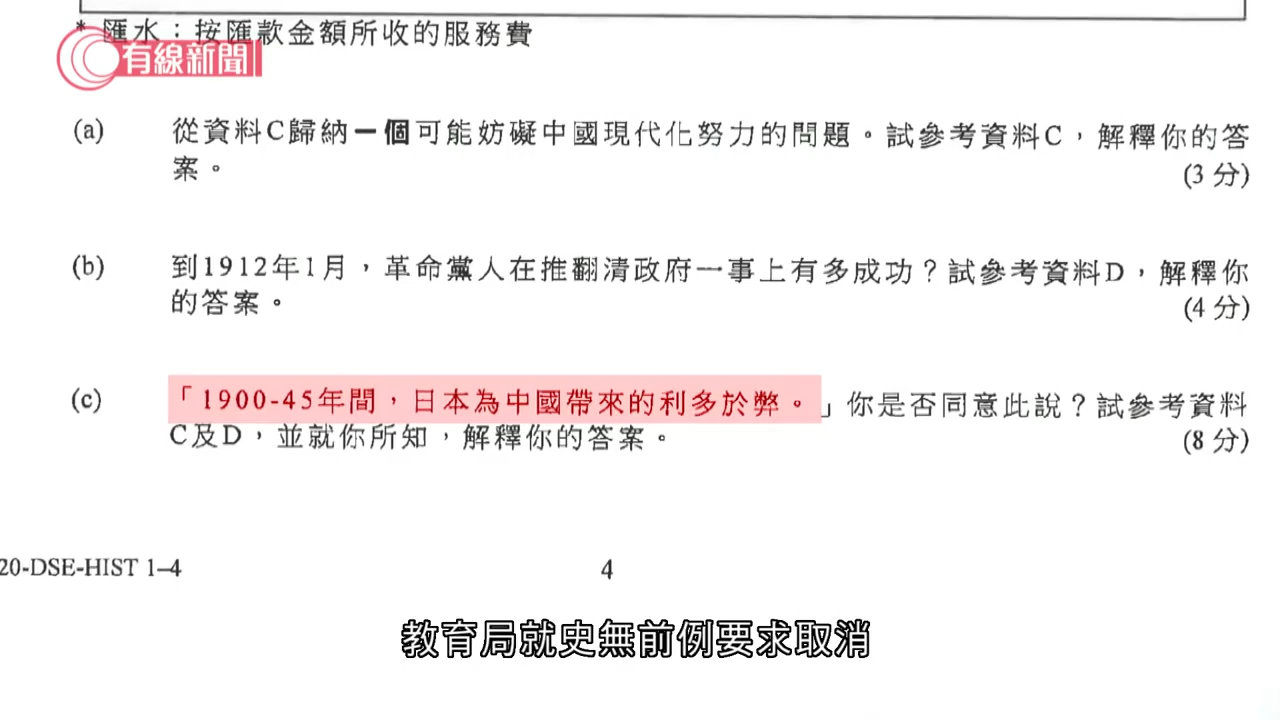 * 匯水：按匯款金額所收的服務費
有線新聞
(a) 從資料C歸納一個可能妨礙中國現代化努力的問題。試參考資料C，解釋你的答
案。 (3 分)
(b) 到1912年1月，革命黨人在推翻清政府一事上有多成功？試參考資料D，解釋你
的答案。 (4 分)
(c) 「1900-45年間，日本為中國帶來的利多於弊。」你是否同意此說？試參考資料
C及D，並就你所知，解釋你的答案。 (8 分)
20-DSE-HIST 1–4 4
教育局就史無前例要求取消